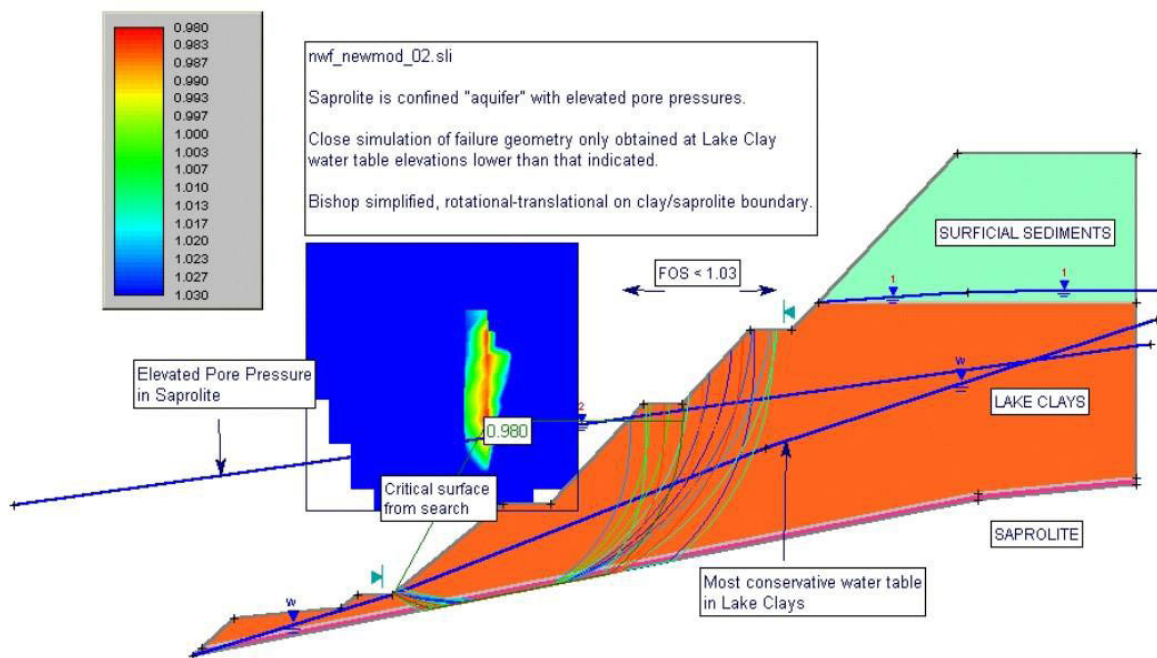 0.980
0.983
0.987
0.990
0.993
0.997
1.000
1.003
1.007
1.010
1.013
1.017
1.020
1.023
1.027
1.030
nwf_newmod_02.sli
Saprolite is confined "aquifer" with elevated pore pressures.
Close simulation of failure geometry only obtained at Lake Clay
water table elevations lower than that indicated.
Bishop simplified, rotational-translational on clay/saprolite boundary.
SURFICIAL SEDIMENTS
FOS < 1.03
1
1
Elevated Pore Pressure
in Saprolite
W
LAKE CLAYS
2
0.980
Critical surface
from search
SAPROLITE
Most conservative water table
in Lake Clays
W